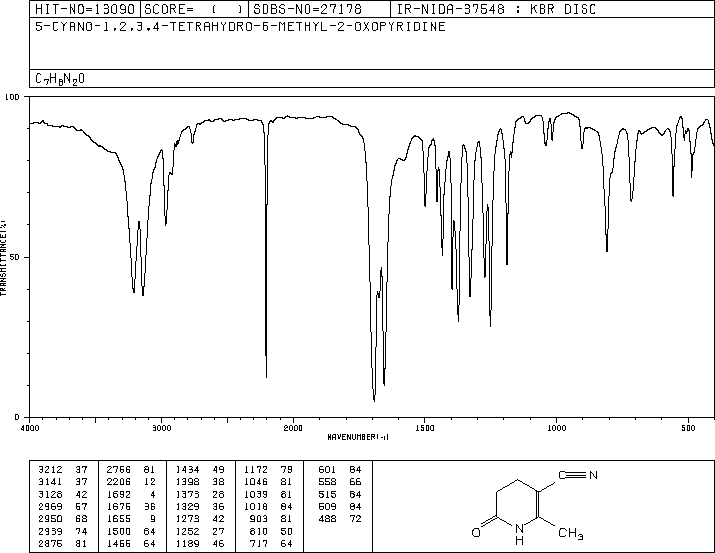 HIT-NO=13090 SCORE= ( ) SDBS-NO=27178 IR-NIDA-37548 : KBR DISC
5-CYANO-1,2,3,4-TETRAHYDRO-6-METHYL-2-OXOPYRIDINE
C7H8N2O
100
50
0
TRANSMITTANCE(%)
4000 3000 2000 1500 1000 500
WAVENUMBER(-1)
3212 37 2766 81 1434 49 1172 79 601 84
3141 37 2206 12 1398 38 1046 81 558 66
3128 42 1692 4 1373 28 1039 81 515 84
2969 57 1676 36 1329 36 1018 84 509 84
2950 68 1655 9 1273 42 903 81 488 72
2939 74 1500 64 1252 27 810 50
2876 81 1456 64 1189 46 717 64
C N
O N CH3
H